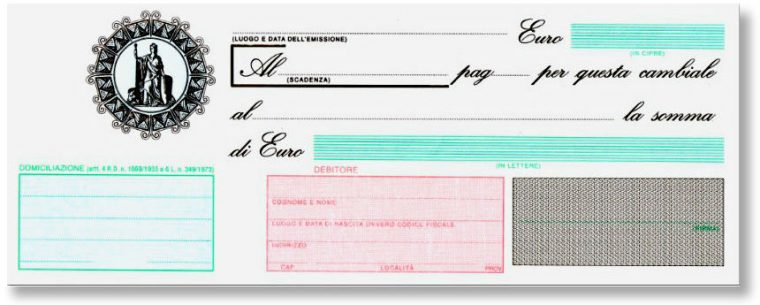 Euro
(LUOGO E DATA DELL'EMISSIONE)
(IN CIFRE)
Al pag per questa cambiale
(SCADENZA)
al la somma
di Euro
(IN LETTERE)
DOMICILIAZIONE (artt. 4 R.D. n. 1669/1933 e 6 L. n. 349/1973)
DEBITORE
COGNOME E NOME
LUOGO E DATA DI NASCITA OVVERO CODICE FISCALE
(FIRMA)
INDIRIZZO
CAP LOCALITÀ PROV